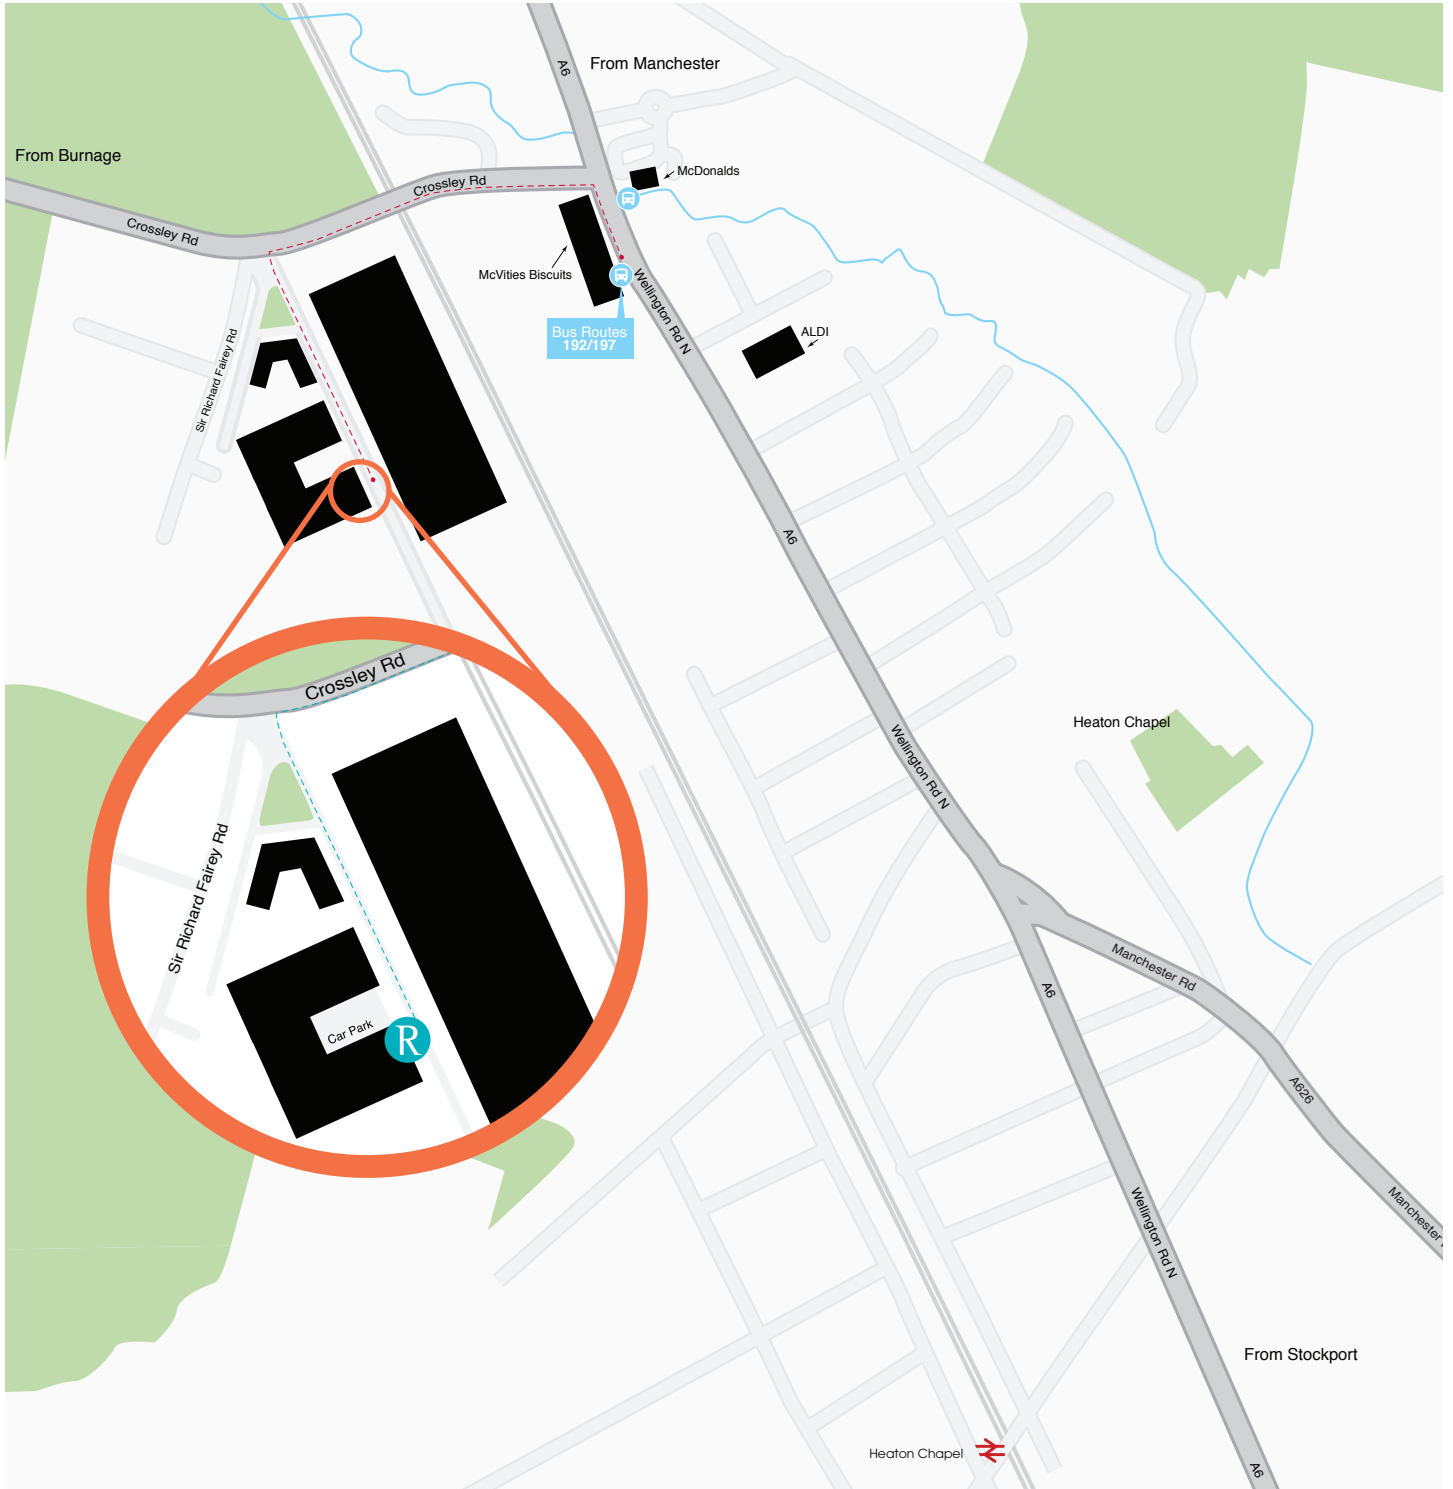 A6
From Manchester
From Burnage
McDonalds
Crossley Rd
Crossley Rd
McVities Biscuits
Wellington Rd N
Bus Routes
192/197
ALDI
Sir Richard Fairey Rd
A6
Crossley Rd
Heaton Chapel
Wellington Rd N
Sir Richard Fairey Rd
Manchester Rd
A6
Car Park
R
A626
Wellington Rd N
Manchester
From Stockport
Heaton Chapel
A6